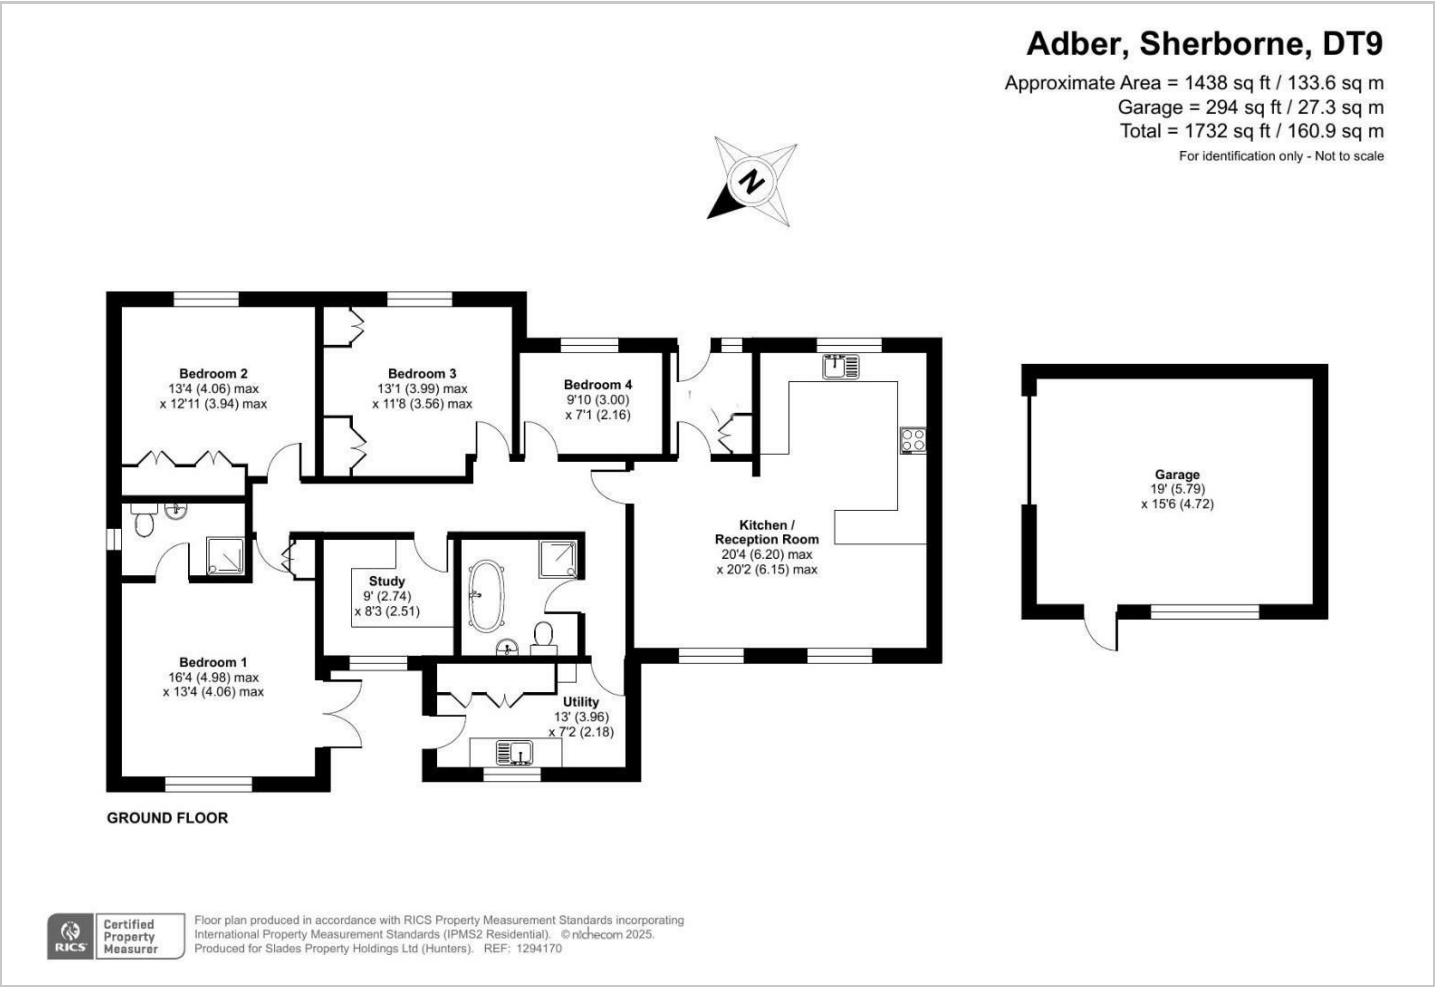 Adber, Sherborne, DT9
Approximate Area = 1438 sq ft / 133.6 sq m
Garage = 294 sq ft / 27.3 sq m
Total = 1732 sq ft / 160.9 sq m
For identification only - Not to scale
N
Bedroom 2
13'4 (4.06) max
x 12'11 (3.94) max
Bedroom 3
13'1 (3.99) max
x 11'8 (3.56) max
Bedroom 4
9'10 (3.00)
x 7'1 (2.16)
Kitchen /
Reception Room
20'4 (6.20) max
x 20'2 (6.15) max
Garage
19' (5.79)
x 15'6 (4.72)
Study
9' (2.74)
x 8'3 (2.51)
Bedroom 1
16'4 (4.98) max
x 13'4 (4.06) max
Utility
13' (3.96)
x 7'2 (2.18)
GROUND FLOOR
RICS
Certified
Property
Measurer
Floor plan produced in accordance with RICS Property Measurement Standards incorporating
International Property Measurement Standards (IPMS2 Residential). © nichecom 2025.
Produced for Slades Property Holdings Ltd (Hunters). REF: 1294170